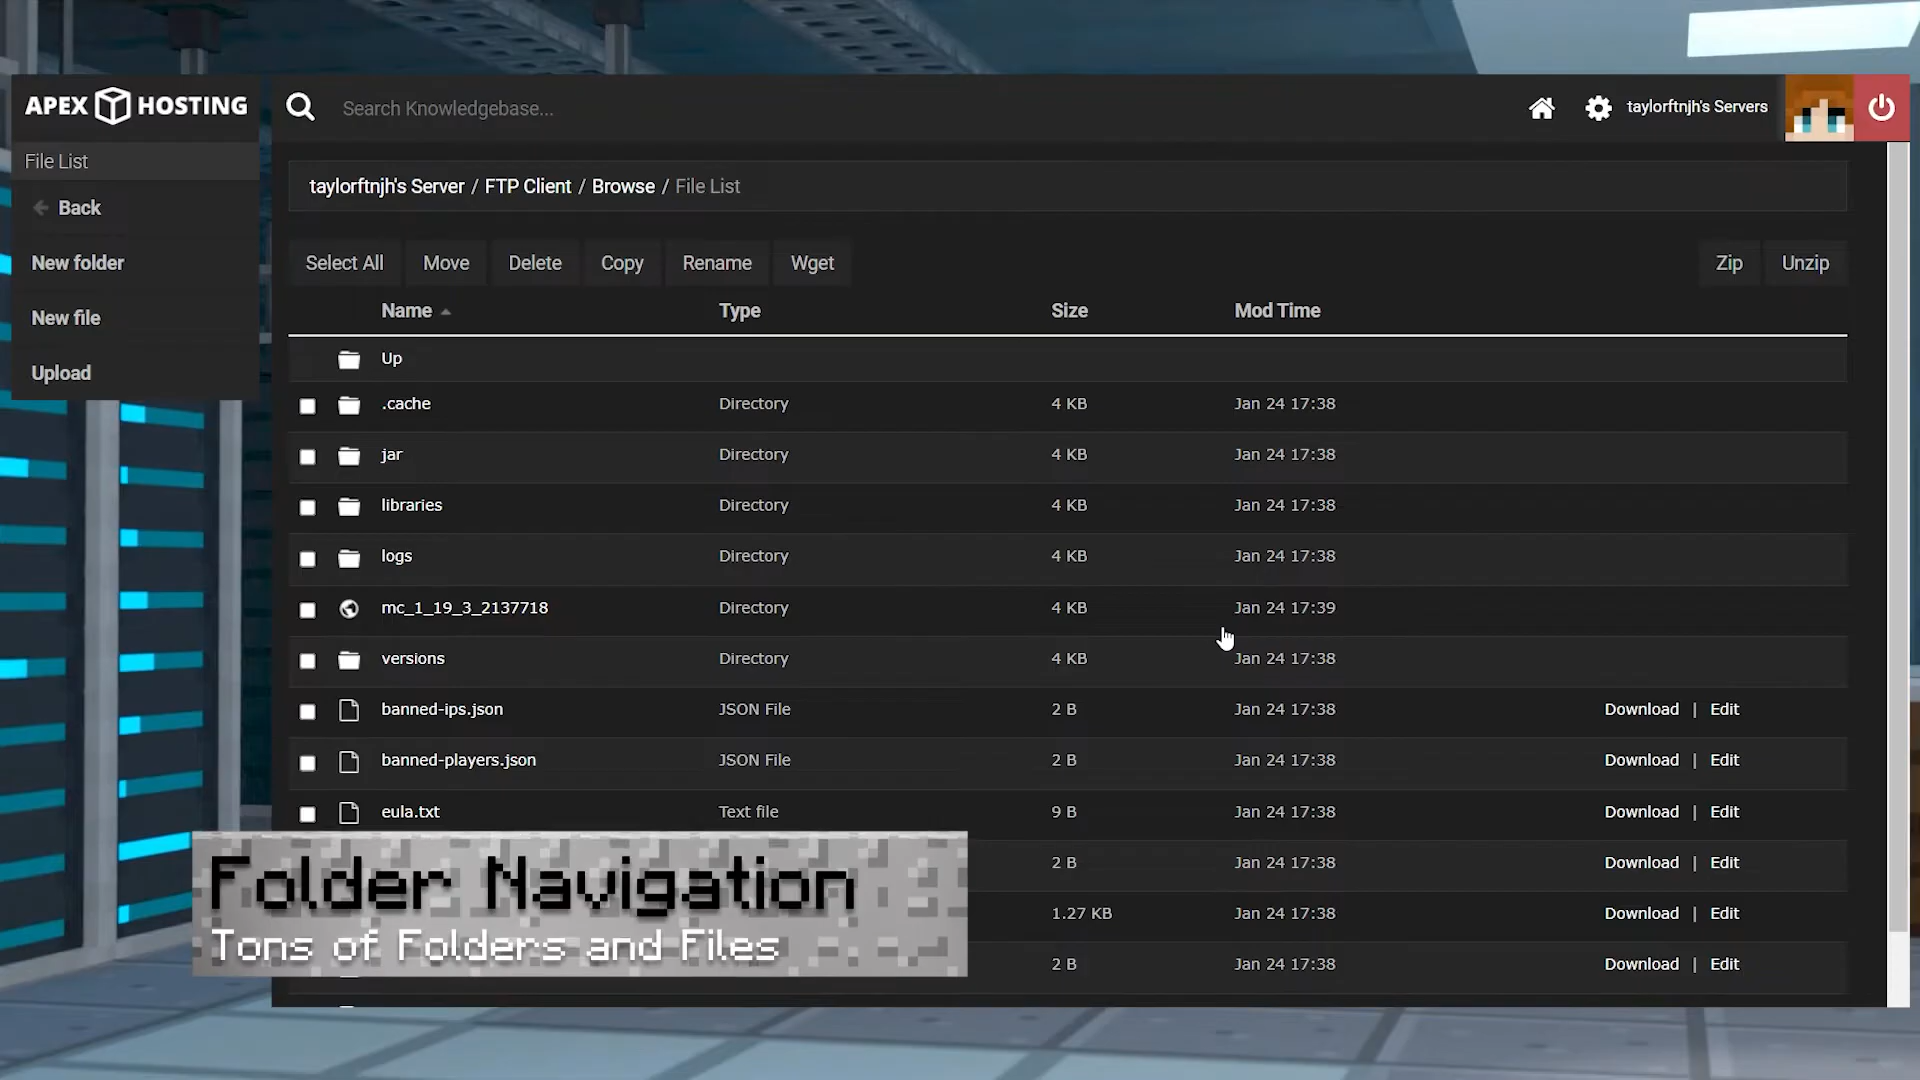 APEX HOSTING
Search Knowledgebase...
taylorftnjh's Servers
File List
Back
New folder
New file
Upload
taylorftnjh's Server / FTP Client / Browse / File List
Select All Move Delete Copy Rename Wget Zip Unzip
Name Type Size Mod Time
Up
.cache Directory 4 KB Jan 24 17:38
jar Directory 4 KB Jan 24 17:38
libraries Directory 4 KB Jan 24 17:38
logs Directory 4 KB Jan 24 17:38
mc_1_19_3_2137718 Directory 4 KB Jan 24 17:39
versions Directory 4 KB Jan 24 17:38
banned-ips.json JSON File 2 B Jan 24 17:38 Download | Edit
banned-players.json JSON File 2 B Jan 24 17:38 Download | Edit
eula.txt Text file 9 B Jan 24 17:38 Download | Edit
2 B Jan 24 17:38 Download | Edit
1.27 KB Jan 24 17:38 Download | Edit
2 B Jan 24 17:38 Download | Edit
Folder Navigation
Tons of Folders and Files